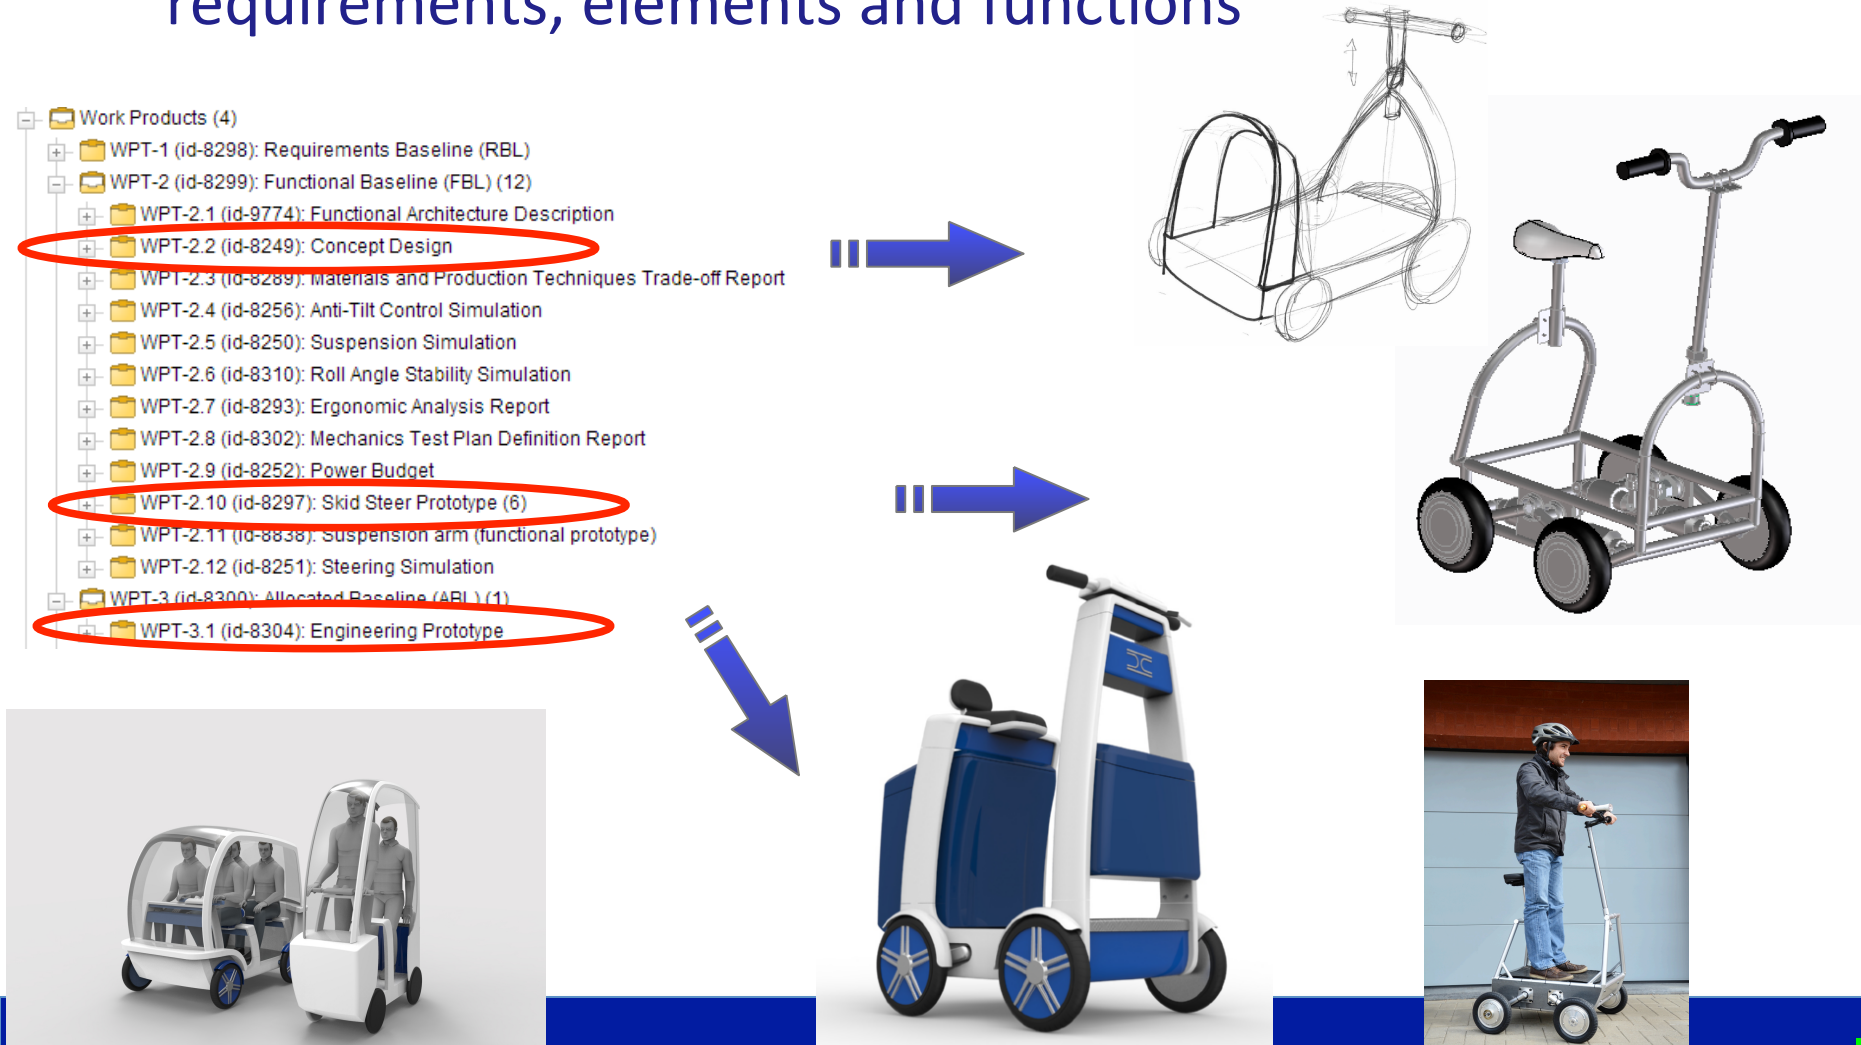 requirements, elements and functions
Work Products (4)
WPT-1 (id-8298): Requirements Baseline (RBL)
WPT-2 (id-8299): Functional Baseline (FBL) (12)
WPT-2.1 (id-9774): Functional Architecture Description
WPT-2.2 (id-8249): Concept Design
WPT-2.3 (id-8289): Materials and Production Techniques Trade-off Report
WPT-2.4 (id-8256): Anti-Tilt Control Simulation
WPT-2.5 (id-8250): Suspension Simulation
WPT-2.6 (id-8310): Roll Angle Stability Simulation
WPT-2.7 (id-8293): Ergonomic Analysis Report
WPT-2.8 (id-8302): Mechanics Test Plan Definition Report
WPT-2.9 (id-8252): Power Budget
WPT-2.10 (id-8297): Skid Steer Prototype (6)
WPT-2.11 (id-8838): Suspension arm (functional prototype)
WPT-2.12 (id-8251): Steering Simulation
WPT-3 (id-8300): Allocated Baseline (ABL) (1)
WPT-3.1 (id-8304): Engineering Prototype